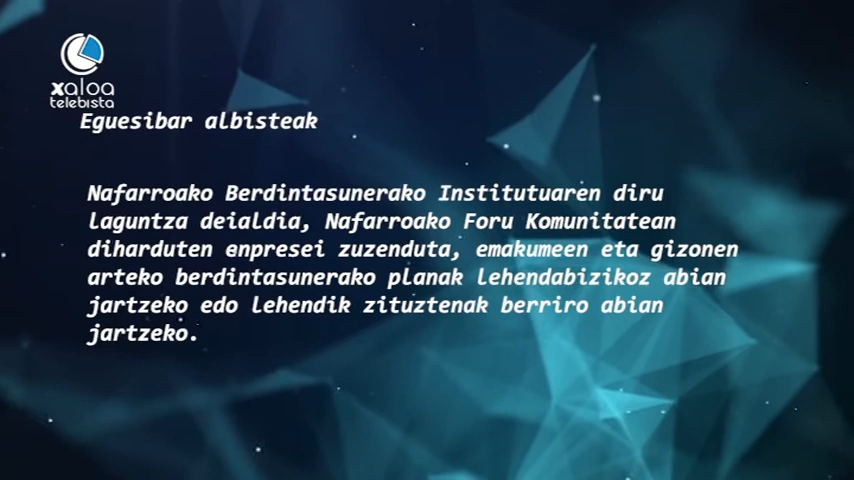 xaloa
telebista
Eguesibar albisteak
Nafarroako Berdintasunerako Institutuaren diru
laguntza deialdia, Nafarroako Foru Komunitatean
diharduten enpresei zuzenduta, emakumeen eta gizonen
arteko berdintasunerako planak lehendabizikoz abian
jartzeko edo lehendik zituztenak berriro abian
jartzeko.